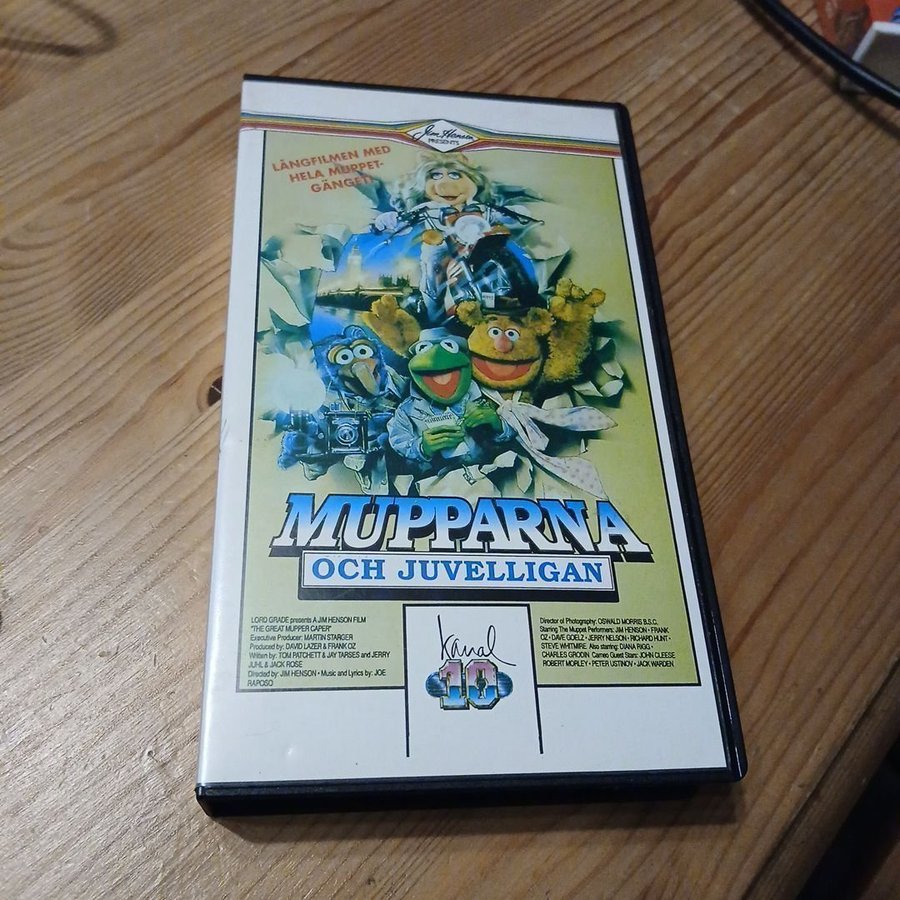 Jim Henson
PRESENTS
LÅNGFILMEN MED
HELA MUPPET-
GÄNGET!
MUPPARNA
OCH JUVELLIGAN
LORD GRADE presents A JIM HENSON FILM
"THE GREAT MUPPER CAPER"
Executive Producer: MARTIN STARGER
Produced by: DAVID LAZER & FRANK OZ
Written by: TOM PATCHETT & JAY TARSES and JERRY
JUHL & JACK ROSE
Directed by: JIM HENSON • Music and Lyrics by: JOE
RAPOSO
kanal
10
Director of Photography: OSWALD MORRIS B.S.C.
Starring The Muppet Performers: JIM HENSON • FRANK
OZ • DAVE GOELZ • JERRY NELSON • RICHARD HUNT •
STEVE WHITMIRE Also starring: DIANA RIGG •
CHARLES GRODIN Cameo Guest Stars: JOHN CLEESE
ROBERT MORLEY • PETER USTINOV • JACK WARDEN